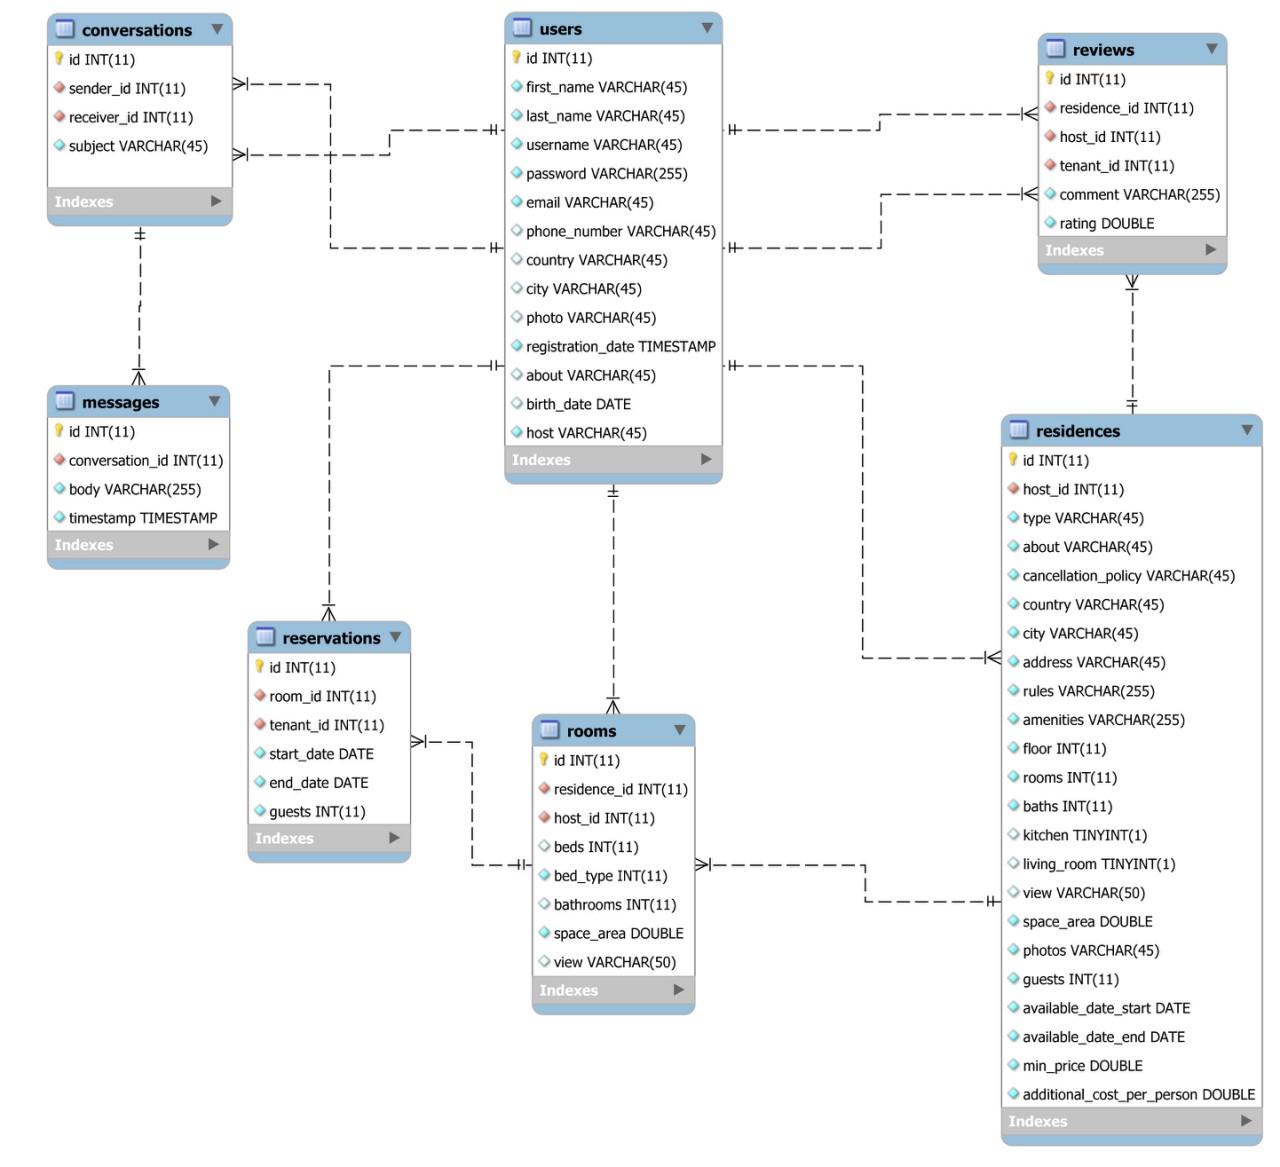 conversations
id INT(11)
sender_id INT(11)
receiver_id INT(11)
subject VARCHAR(45)
Indexes
users
id INT(11)
first_name VARCHAR(45)
last_name VARCHAR(45)
username VARCHAR(45)
password VARCHAR(255)
email VARCHAR(45)
phone_number VARCHAR(45)
country VARCHAR(45)
city VARCHAR(45)
photo VARCHAR(45)
registration_date TIMESTAMP
about VARCHAR(45)
birth_date DATE
host VARCHAR(45)
Indexes
reviews
id INT(11)
residence_id INT(11)
host_id INT(11)
tenant_id INT(11)
comment VARCHAR(255)
rating DOUBLE
Indexes
messages
id INT(11)
conversation_id INT(11)
body VARCHAR(255)
timestamp TIMESTAMP
Indexes
residences
id INT(11)
host_id INT(11)
type VARCHAR(45)
about VARCHAR(45)
cancellation_policy VARCHAR(45)
country VARCHAR(45)
city VARCHAR(45)
address VARCHAR(45)
rules VARCHAR(255)
amenities VARCHAR(255)
floor INT(11)
rooms INT(11)
baths INT(11)
kitchen TINYINT(1)
living_room TINYINT(1)
view VARCHAR(50)
space_area DOUBLE
photos VARCHAR(45)
guests INT(11)
available_date_start DATE
available_date_end DATE
min_price DOUBLE
additional_cost_per_person DOUBLE
Indexes
reservations
id INT(11)
room_id INT(11)
tenant_id INT(11)
start_date DATE
end_date DATE
guests INT(11)
Indexes
rooms
id INT(11)
residence_id INT(11)
host_id INT(11)
beds INT(11)
bed_type INT(11)
bathrooms INT(11)
space_area DOUBLE
view VARCHAR(50)
Indexes